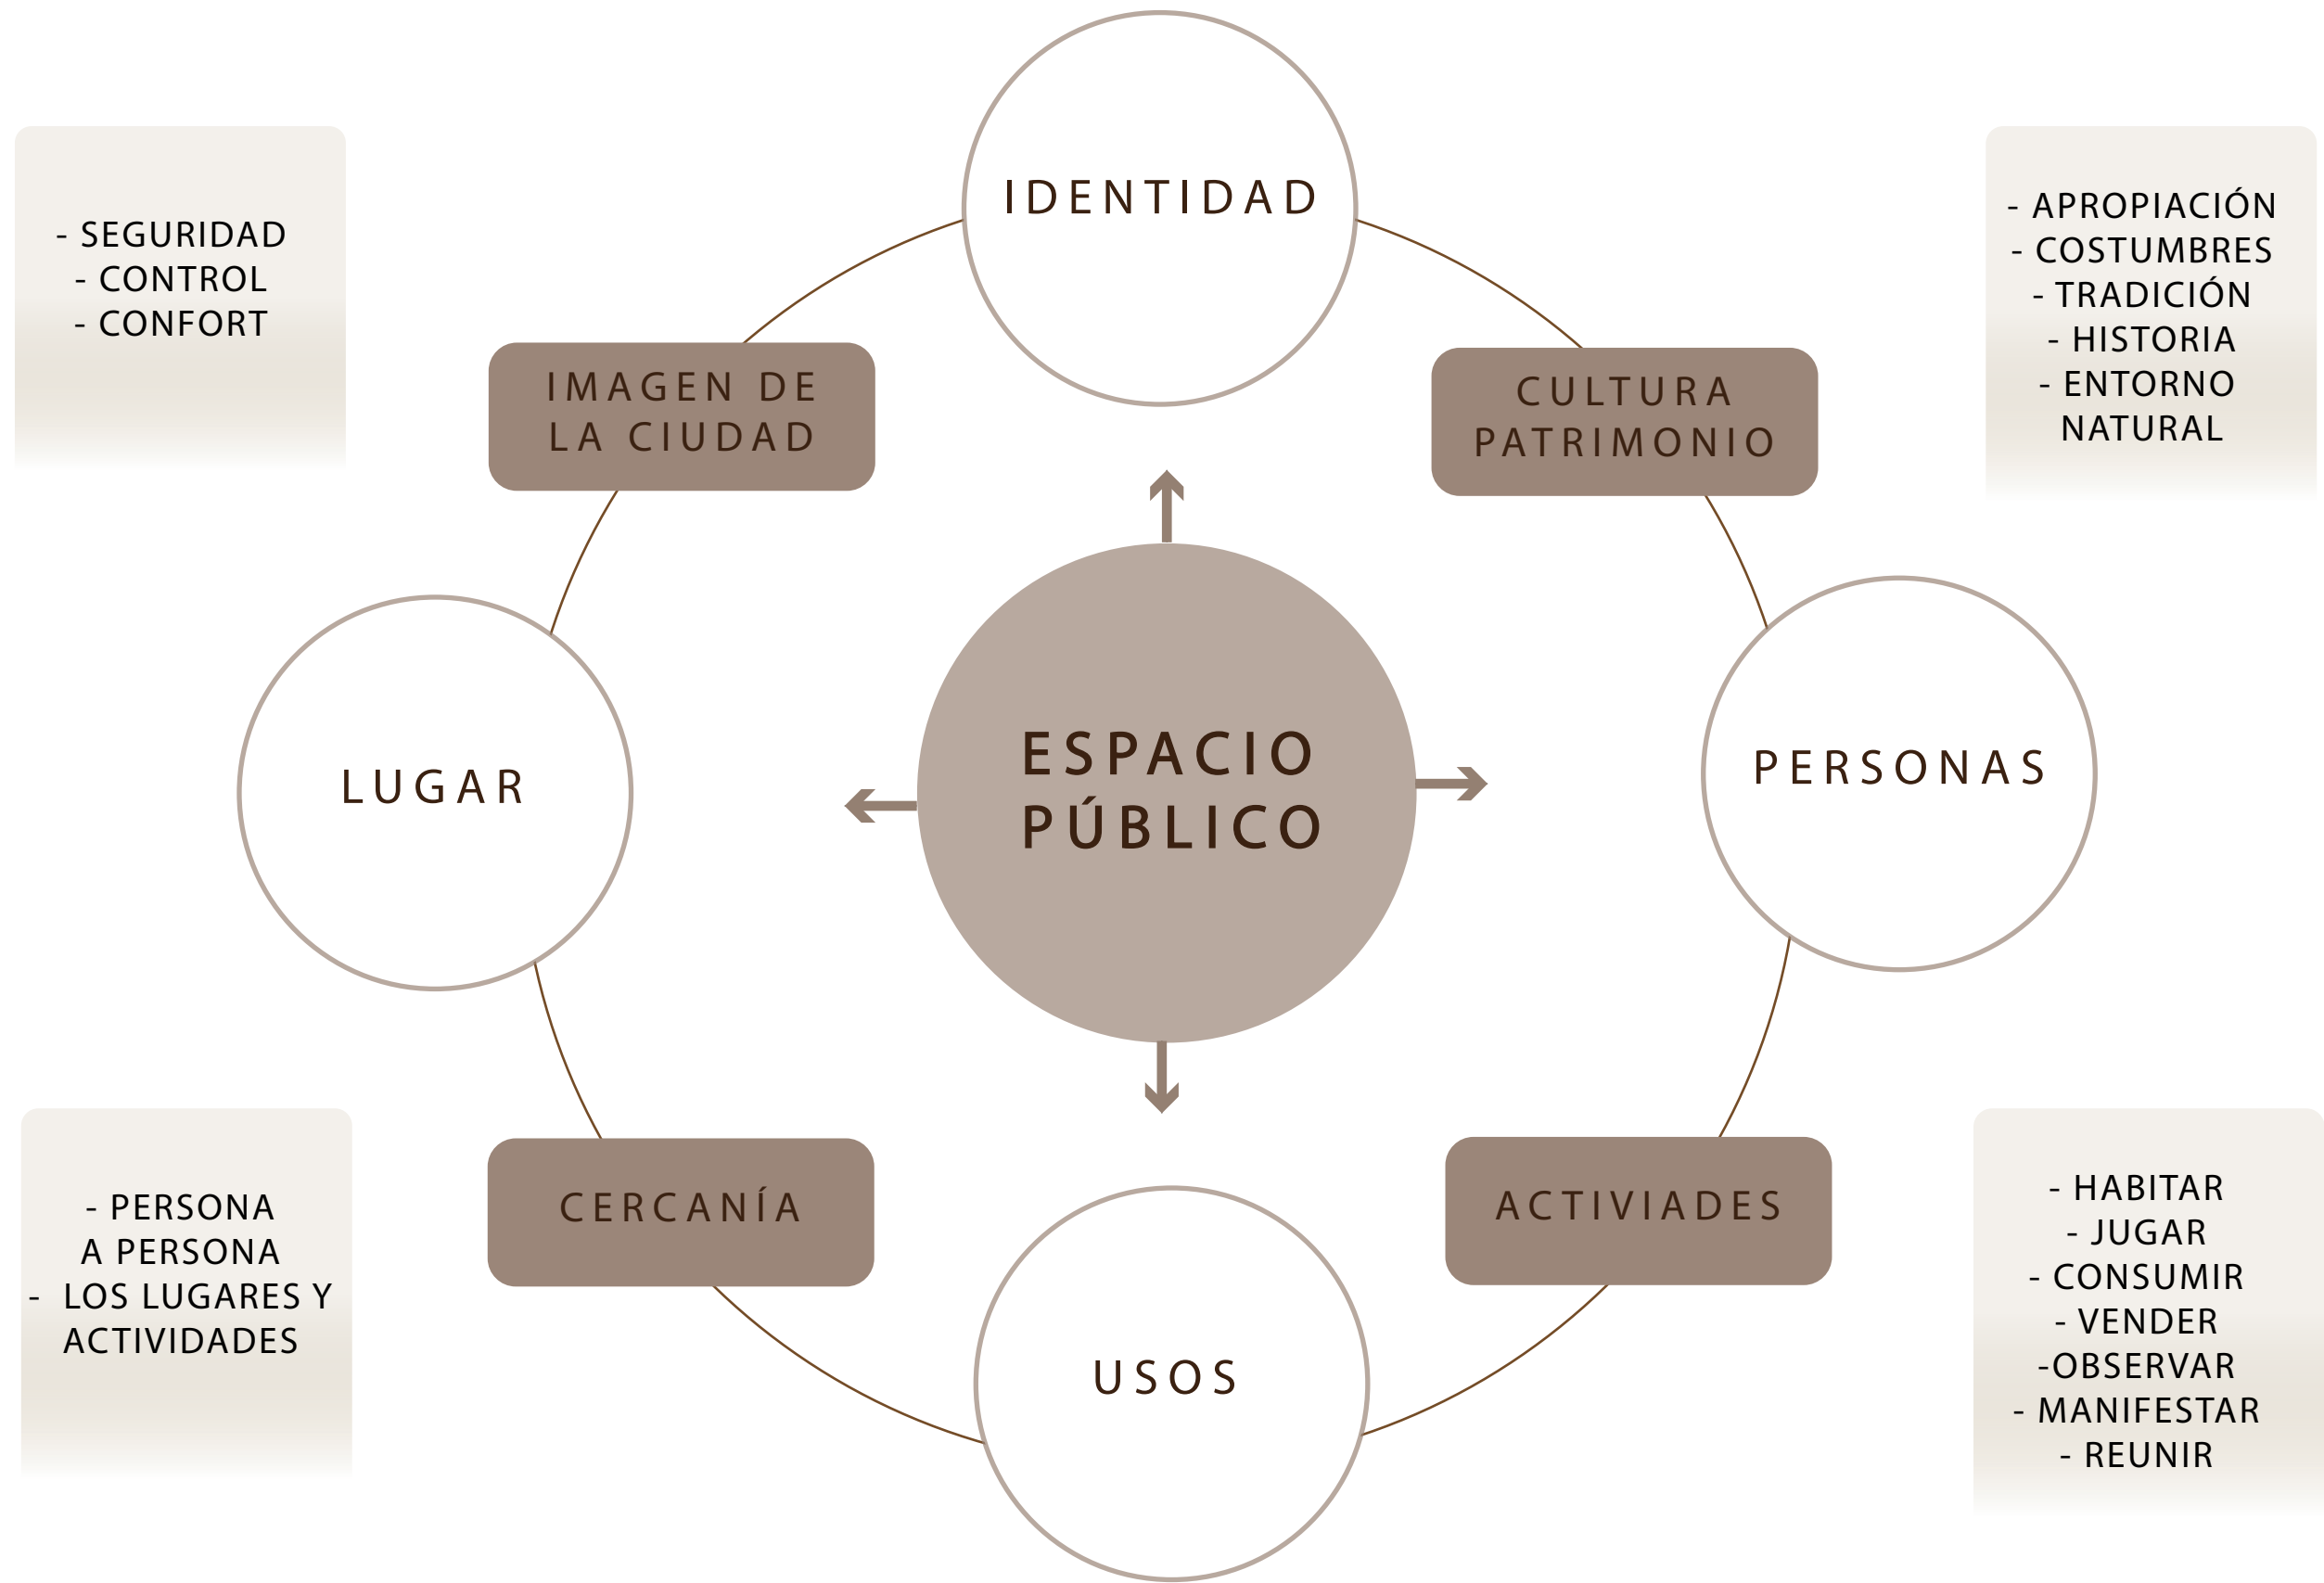 IDENTIDAD
- SEGURIDAD
- CONTROL
- CONFORT
IMAGEN DE
LA CIUDAD
CULTURA
PATRIMONIO
- APROPIACIÓN
- COSTUMBRES
- TRADICIÓN
- HISTORIA
- ENTORNO
NATURAL
LUGAR
ESPACIO
PÚBLICO
PERSONAS
- PERSONA
A PERSONA
- LOS LUGARES Y
ACTIVIDADES
CERCANÍA
USOS
ACTIVIADES
- HABITAR
- JUGAR
- CONSUMIR
- VENDER
-OBSERVAR
- MANIFESTAR
- REUNIR